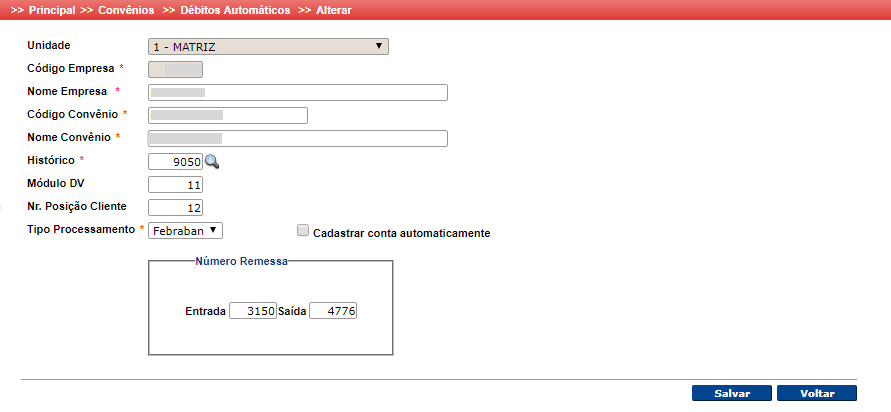 >> Principal >> Convênios >> Débitos Automáticos >> Alterar
Unidade 1 - MATRIZ
Código Empresa *
Nome Empresa *
Código Convênio *
Nome Convênio *
Histórico * 9050
Módulo DV 11
Nr. Posição Cliente 12
Tipo Processamento * Febraban Cadastrar conta automaticamente
Número Remessa
Entrada 3150 Saída 4776
Salvar Voltar